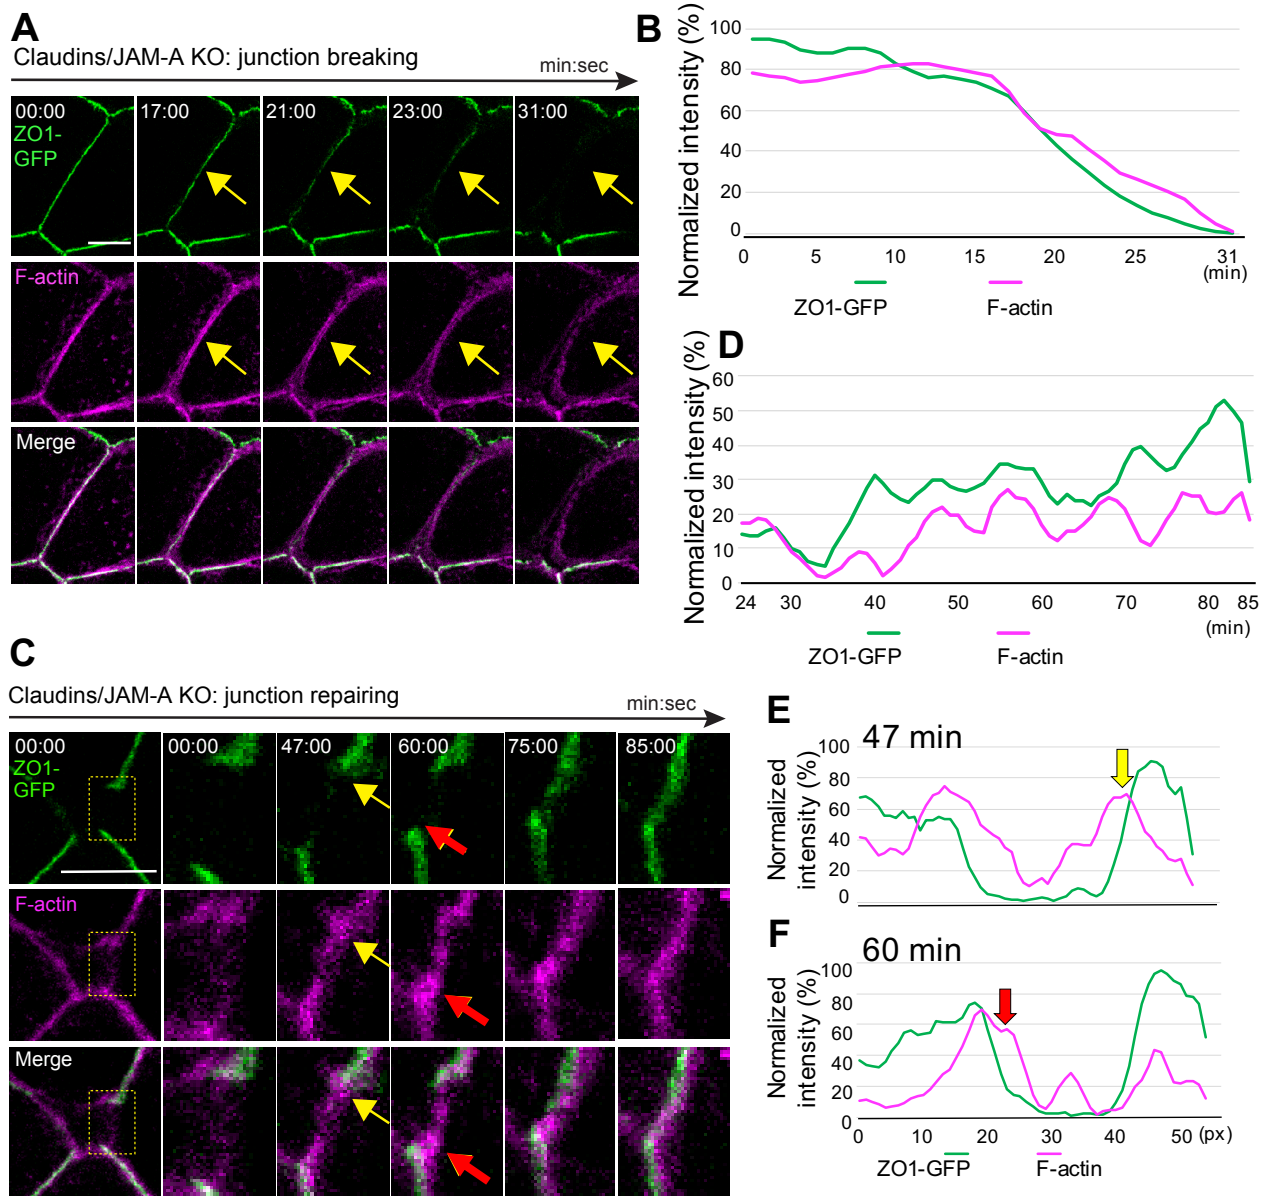 A
Claudins/JAM-A KO: junction breaking
min:sec
00:00 17:00 21:00 23:00 31:00
ZO1-
GFP
F-actin
Merge
B
Normalized intensity (%)
100
80
60
40
20
0
0 5 10 15 20 25 31
(min)
ZO1-GFP F-actin
D
Normalized intensity (%)
60
50
40
30
20
10
0
24 30 40 50 60 70 80 85
(min)
ZO1-GFP F-actin
C
Claudins/JAM-A KO: junction repairing
min:sec
00:00 00:00 47:00 60:00 75:00 85:00
ZO1-
GFP
F-actin
Merge
E
47 min
Normalized
intensity (%)
100
80
60
40
20
0
F
60 min
Normalized
intensity (%)
100
80
60
40
20
0
0 10 20 30 40 50 (px)
ZO1-GFP F-actin